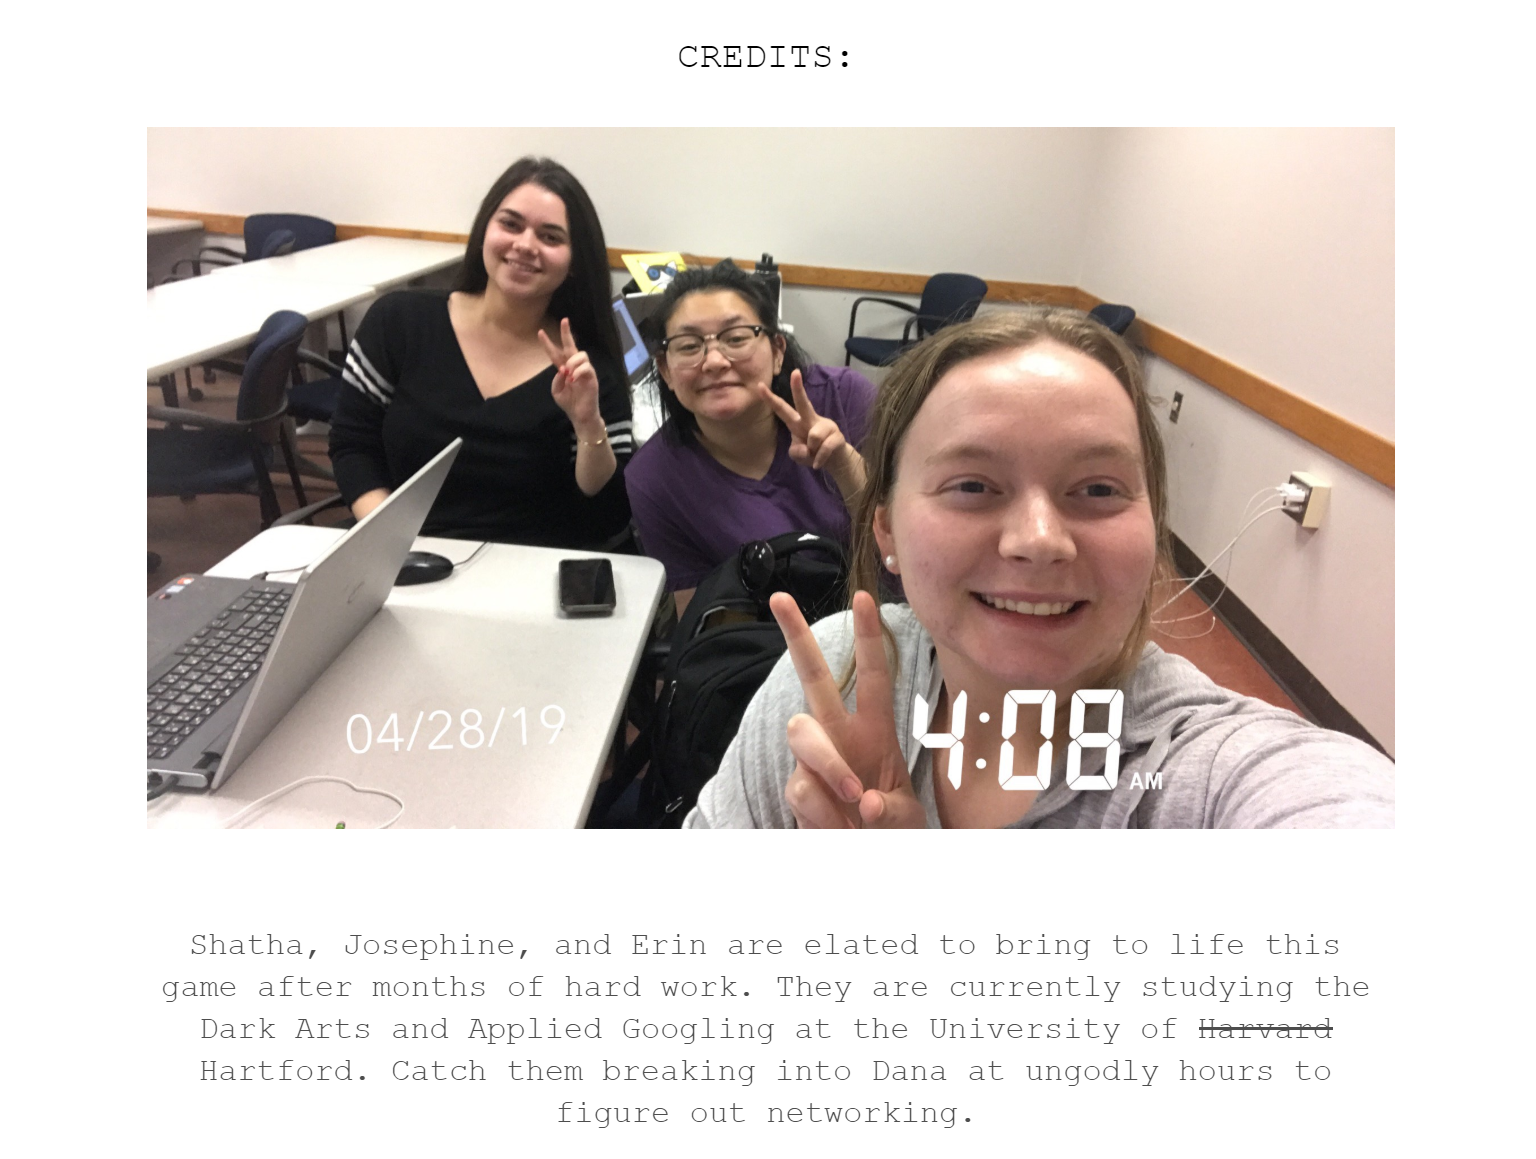 CREDITS:
04/28/19
4:08 AM
Shatha, Josephine, and Erin are elated to bring to life this
game after months of hard work. They are currently studying the
Dark Arts and Applied Googling at the University of Harvard
Hartford. Catch them breaking into Dana at ungodly hours to
figure out networking.